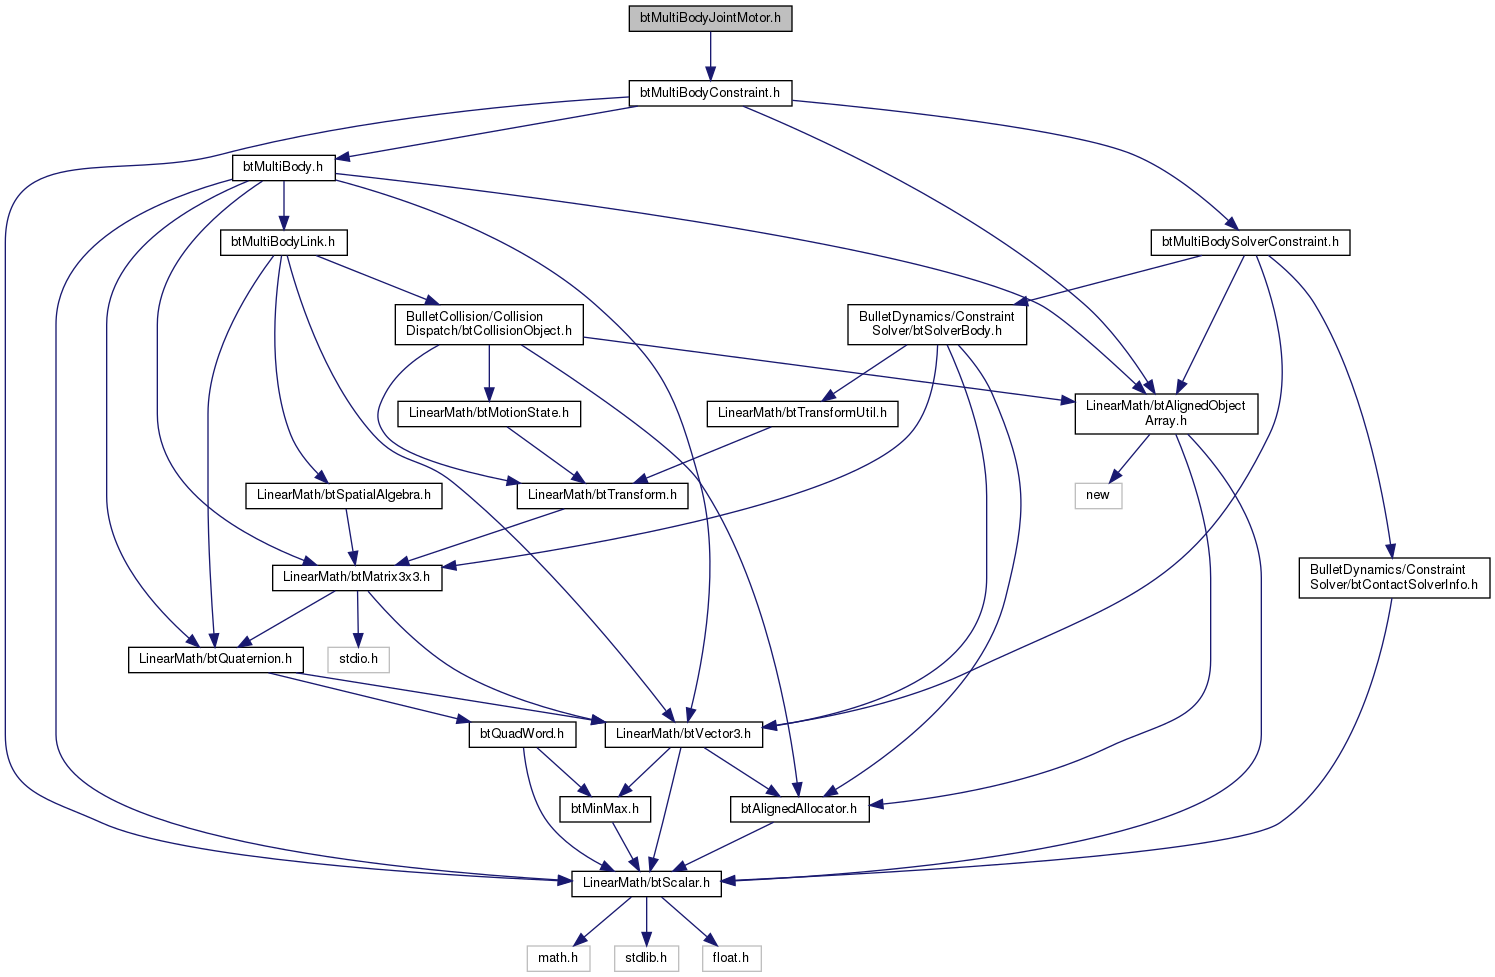 btMultiBodyJointMotor.h
btMultiBodyConstraint.h
btMultiBody.h
btMultiBodyLink.h
btMultiBodySolverConstraint.h
BulletCollision/Collision
Dispatch/btCollisionObject.h
BulletDynamics/Constraint
Solver/btSolverBody.h
LinearMath/btMotionState.h
LinearMath/btTransformUtil.h
LinearMath/btAlignedObject
Array.h
LinearMath/btSpatialAlgebra.h
LinearMath/btTransform.h
new
LinearMath/btMatrix3x3.h
BulletDynamics/Constraint
Solver/btContactSolverInfo.h
LinearMath/btQuaternion.h
stdio.h
btQuadWord.h
LinearMath/btVector3.h
btMinMax.h
btAlignedAllocator.h
LinearMath/btScalar.h
math.h
stdlib.h
float.h